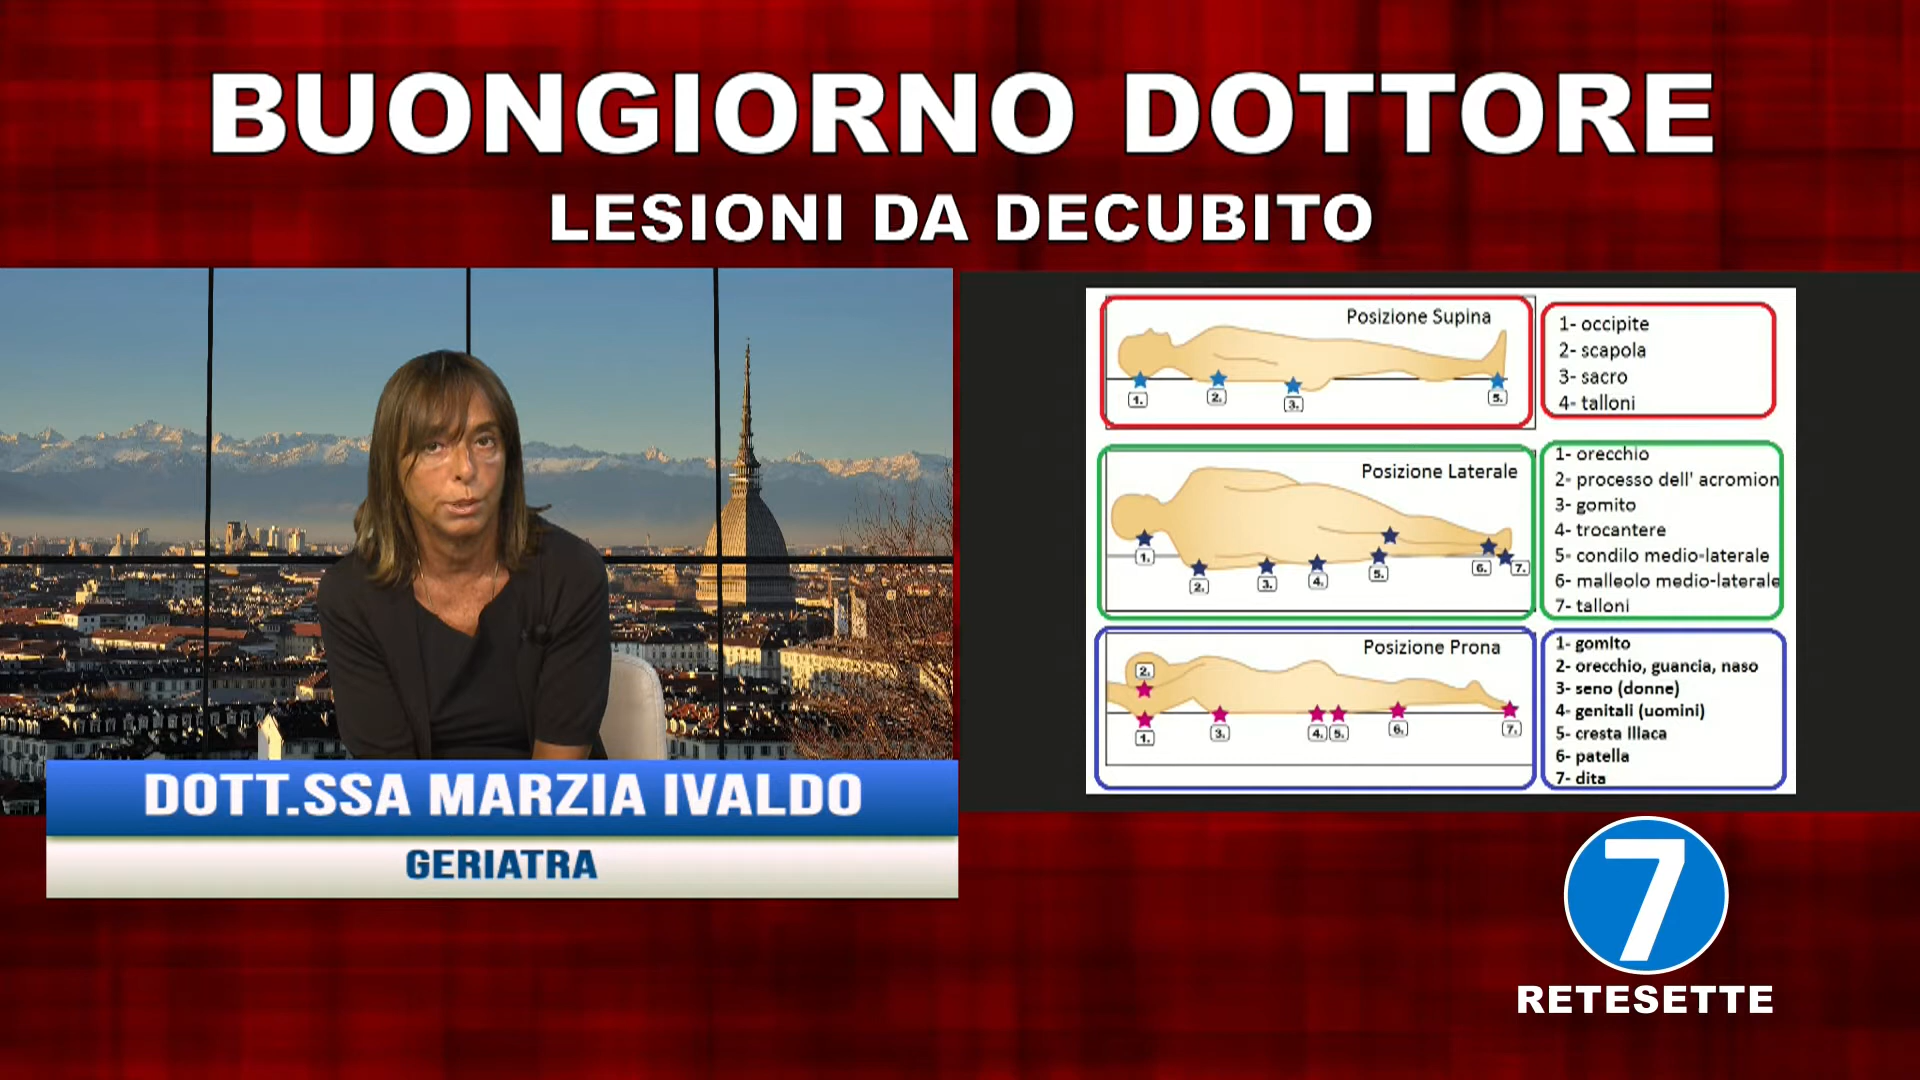 BUONGIORNO DOTTORE
LESIONI DA DECUBITO
DOTT.SSA MARZIA IVALDO
GERIATRA
Posizione Supina
1.
2.
3.
5.
1- occipite
2- scapola
3- sacro
4- talloni
Posizione Laterale
1.
2.
3.
4.
5.
6.
7.
1- orecchio
2- processo dell' acromion
3- gomito
4- trocantere
5- condilo medio-laterale
6- malleolo medio-laterale
7- talloni
Posizione Prona
2.
1.
3.
4.
5.
6.
7.
1- gomito
2- orecchio, guancia, naso
3- seno (donne)
4- genitali (uomini)
5- cresta Illaca
6- patella
7- dita
7
RETESETTE